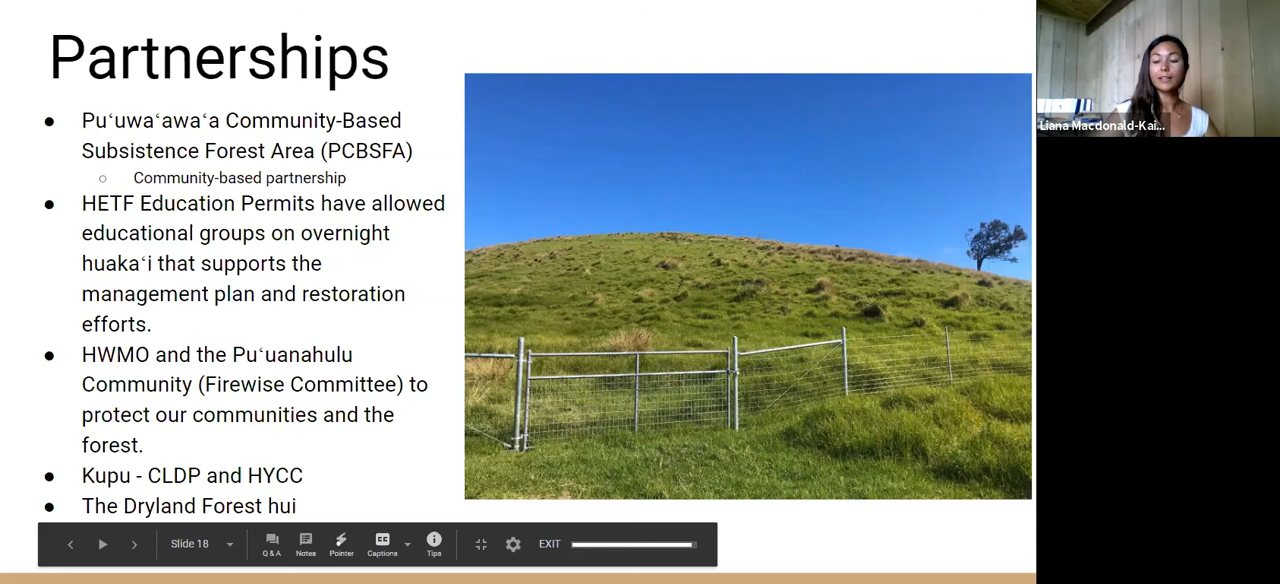 Partnerships
● Puʻuwaʻawaʻa Community-Based
Subsistence Forest Area (PCBSFA)
○ Community-based partnership
● HETF Education Permits have allowed
educational groups on overnight
huakaʻi that supports the
management plan and restoration
efforts.
● HWMO and the Puʻuanahulu
Community (Firewise Committee) to
protect our communities and the
forest.
● Kupu - CLDP and HYCC
● The Dryland Forest hui
Slide 18
Q & A
Notes
Pointer
Captions
Tips
EXIT
Liana Macdonald-Kai...